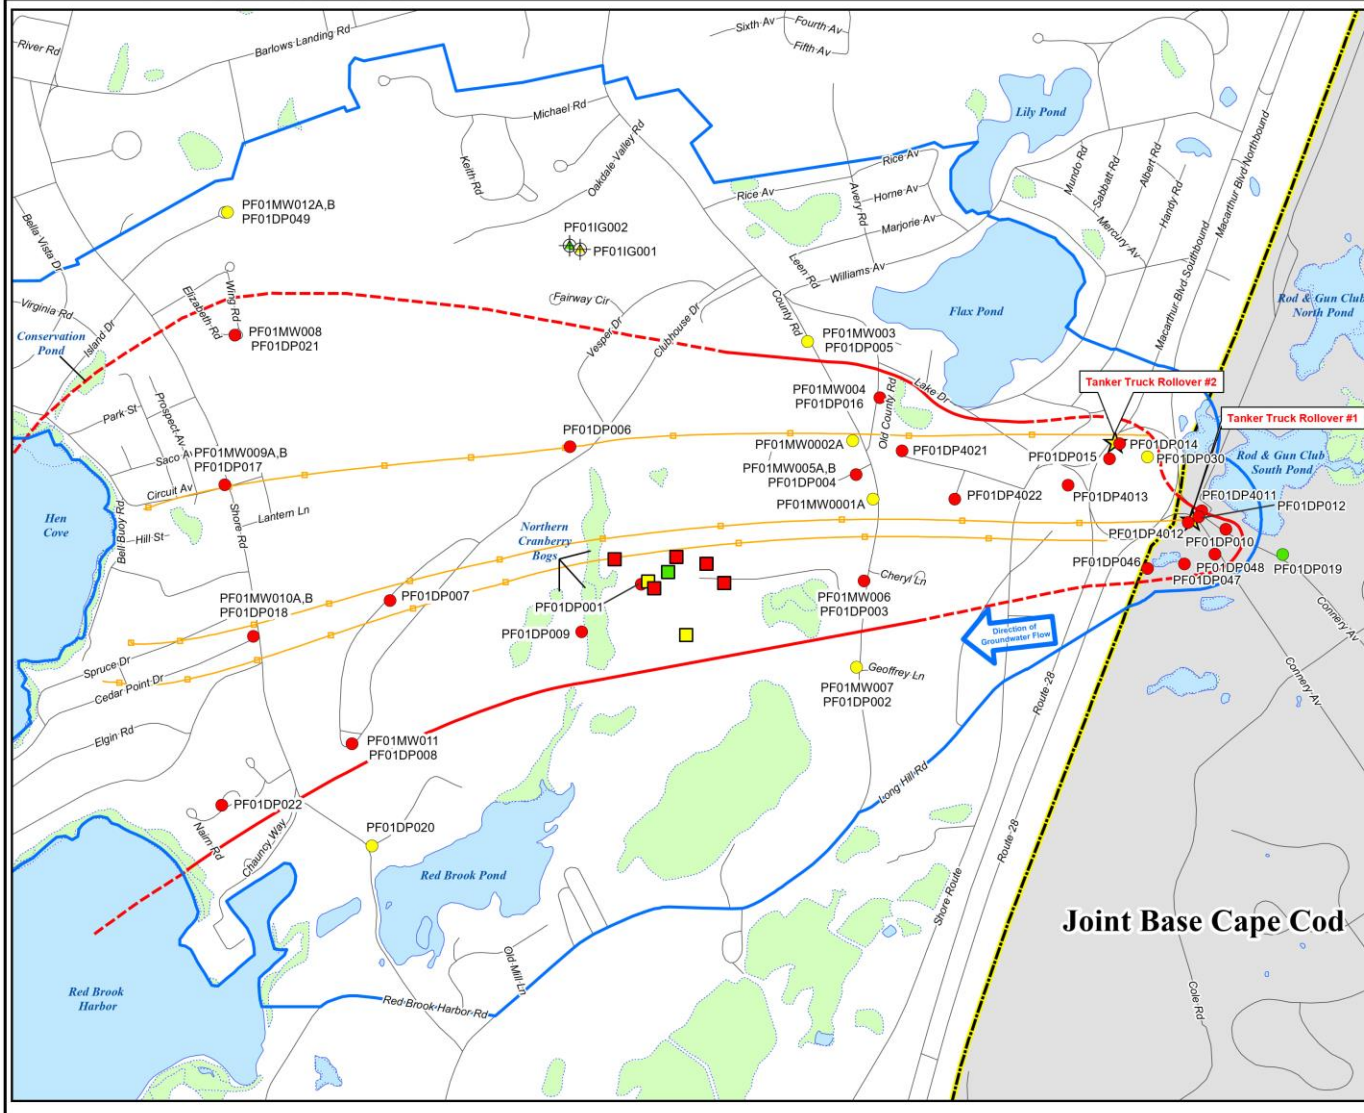 Sixth Av
Fourth Av
Fifth Av
River Rd
Barlows Landing Rd
Michael Rd
Lily Pond
Keith Rd
Oakdale Valley Rd
Rice Av
Rice Av
Avery Rd
Horne Av
Marjorie Av
Mundo Rd
Sabbatt Rd
Albert Rd
Handy Rd
Mercury Av
Macarthur Blvd Northbound
Macarthur Blvd Southbound
PF01MW012A,B
PF01DP049
PF01IG002
PF01IG001
Bella Vista Dr
Leen Rd
Williams Av
County Rd
Flax Pond
Rod & Gun Club
North Pond
Virginia Rd
Island Dr
Elizabeth Rd
Wing Rd
PF01MW008
PF01DP021
Conservation
Pond
Fairway Cir
Vesper Dr
Clubhouse Dr
PF01MW003
PF01DP005
Lake Dr
Tanker Truck Rollover #2
Tanker Truck Rollover #1
PF01MW004
PF01DP016
Old County Rd
Park St
Prospect Av
Saco Av
Circuit Av
PF01MW009A,B
PF01DP017
PF01DP006
PF01MW0002A
PF01DP4021
PF01DP014
PF01DP015
PF01DP030
Rod & Gun Club
South Pond
PF01MW005A,B
PF01DP004
PF01MW0001A
PF01DP4022
PF01DP4013
PF01DP4011
PF01DP012
PF01DP4012
PF01DP010
PF01DP048
PF01DP047
PF01DP046
PF01DP019
Hen
Cove
Bell Buoy Rd
Hill St
Shore Rd
Lantern Ln
Northern
Cranberry
Bogs
Cheryl Ln
PF01MW006
PF01DP003
PF01DP001
PF01DP009
PF01DP007
PF01MW010A,B
PF01DP018
Direction of
Groundwater Flow
Connery Av
Connery Av
Spruce Dr
Cedar Point Dr
Elgin Rd
Geoffrey Ln
PF01MW007
PF01DP002
Route 28
PF01MW011
PF01DP008
Long Hill Rd
PF01DP022
Nairn Rd
Chauncy Way
PF01DP020
Red Brook Pond
Route 28
Shore Route
Joint Base Cape Cod
Red Brook
Harbor
Red Brook Harbor Rd
Old Mill Ln
Cole Rd